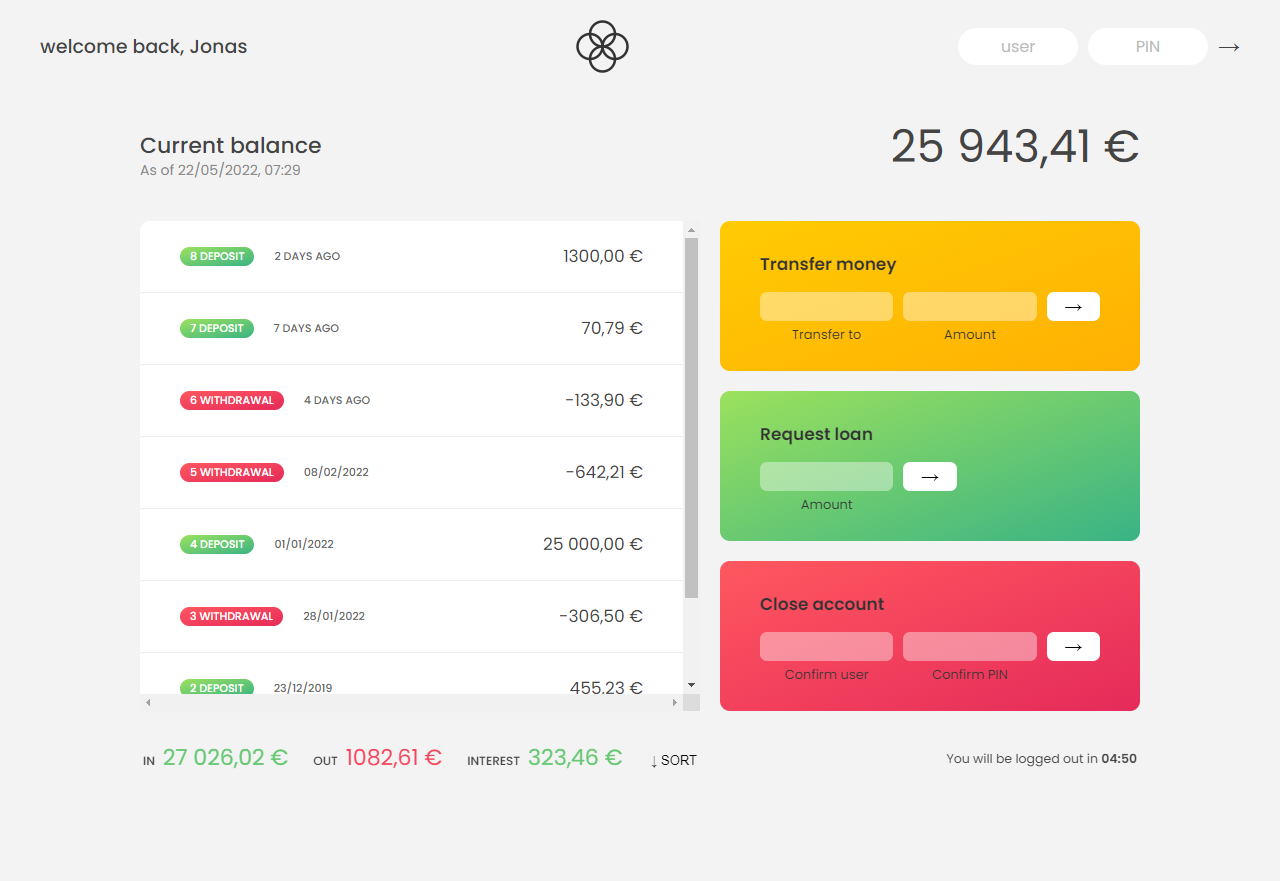 welcome back, Jonas
user PIN →
Current balance
As of 22/05/2022, 07:29
25 943,41 €
8 DEPOSIT 2 DAYS AGO 1300,00 €
7 DEPOSIT 7 DAYS AGO 70,79 €
6 WITHDRAWAL 4 DAYS AGO -133,90 €
5 WITHDRAWAL 08/02/2022 -642,21 €
4 DEPOSIT 01/01/2022 25 000,00 €
3 WITHDRAWAL 28/01/2022 -306,50 €
2 DEPOSIT 23/12/2019 455,23 €
Transfer money
→
Transfer to Amount
Request loan
→
Amount
Close account
→
Confirm user Confirm PIN
IN 27 026,02 € OUT 1082,61 € INTEREST 323,46 € ↓ SORT
You will be logged out in 04:50